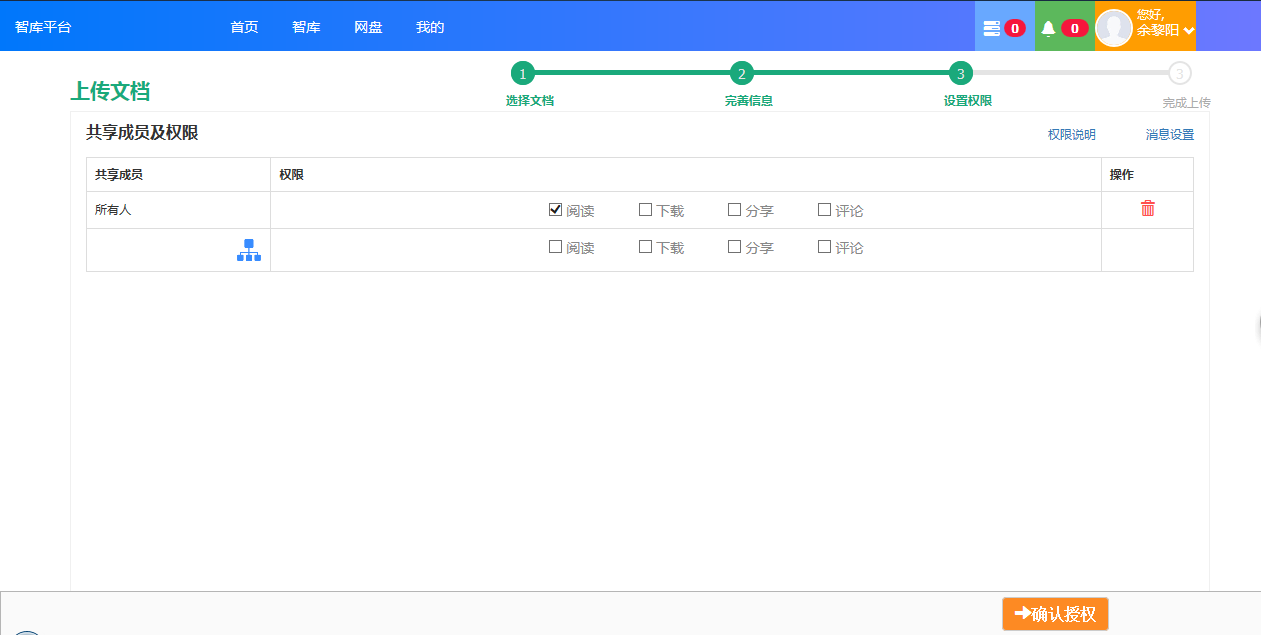 智库平台 首页 智库 网盘 我的 0 0 您好,
余黎阳
上传文档
1 2 3 3
选择文档 完善信息 设置权限 完成上传
共享成员及权限 权限说明 消息设置
共享成员 权限 操作
所有人 阅读 下载 分享 评论
阅读 下载 分享 评论
确认授权